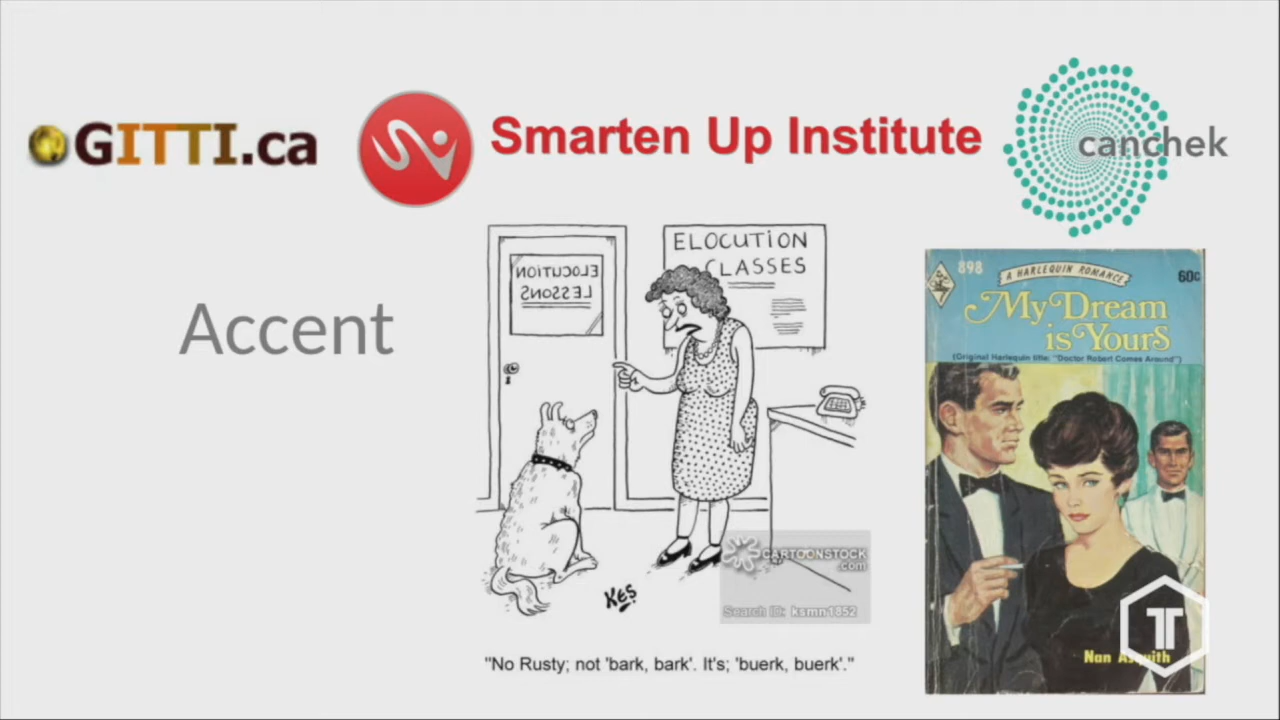 GITTI.ca
Smarten Up Institute
canchek
Accent
ELOCUTION
LESSONS
ELOCUTION
CLASSES
KES
CARTOONSTOCK
.com
Search ID: ksmn1852
"No Rusty; not 'bark, bark'. It's; 'buerk, buerk'."
898
A HARLEQUIN ROMANCE
60¢
My Dream
is Yours
(Original Harlequin title: "Doctor Robert Comes Around")
Nan Asquith